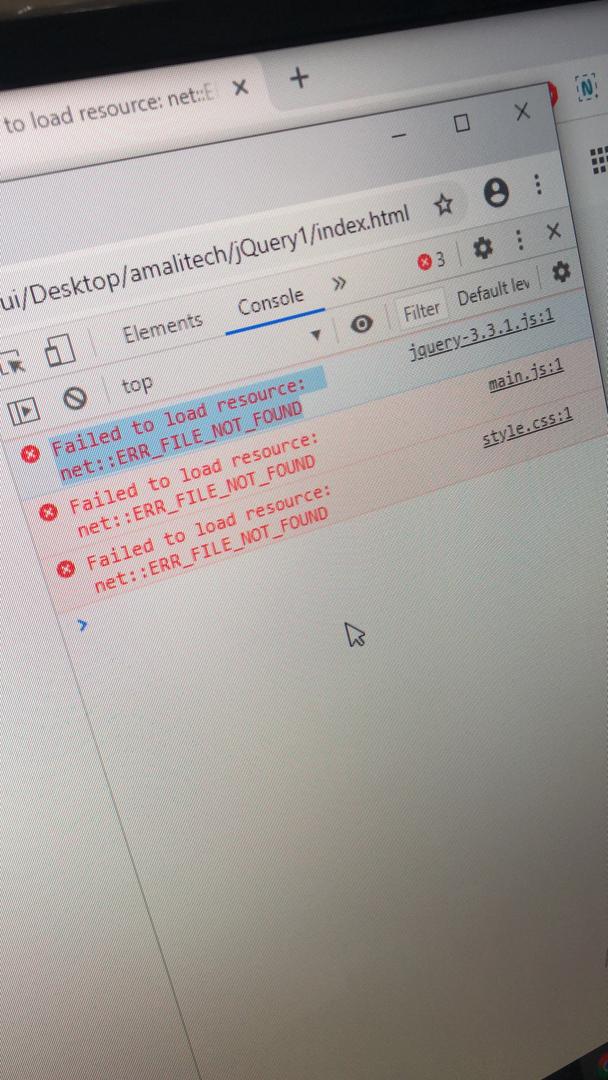 to load resource: net::E
ui/Desktop/amalitech/jQuery1/index.html
Elements Console » 3
top Filter Default lev
Failed to load resource: jquery-3.3.1.js:1
net::ERR_FILE_NOT_FOUND
Failed to load resource: main.js:1
net::ERR_FILE_NOT_FOUND
Failed to load resource: style.css:1
net::ERR_FILE_NOT_FOUND